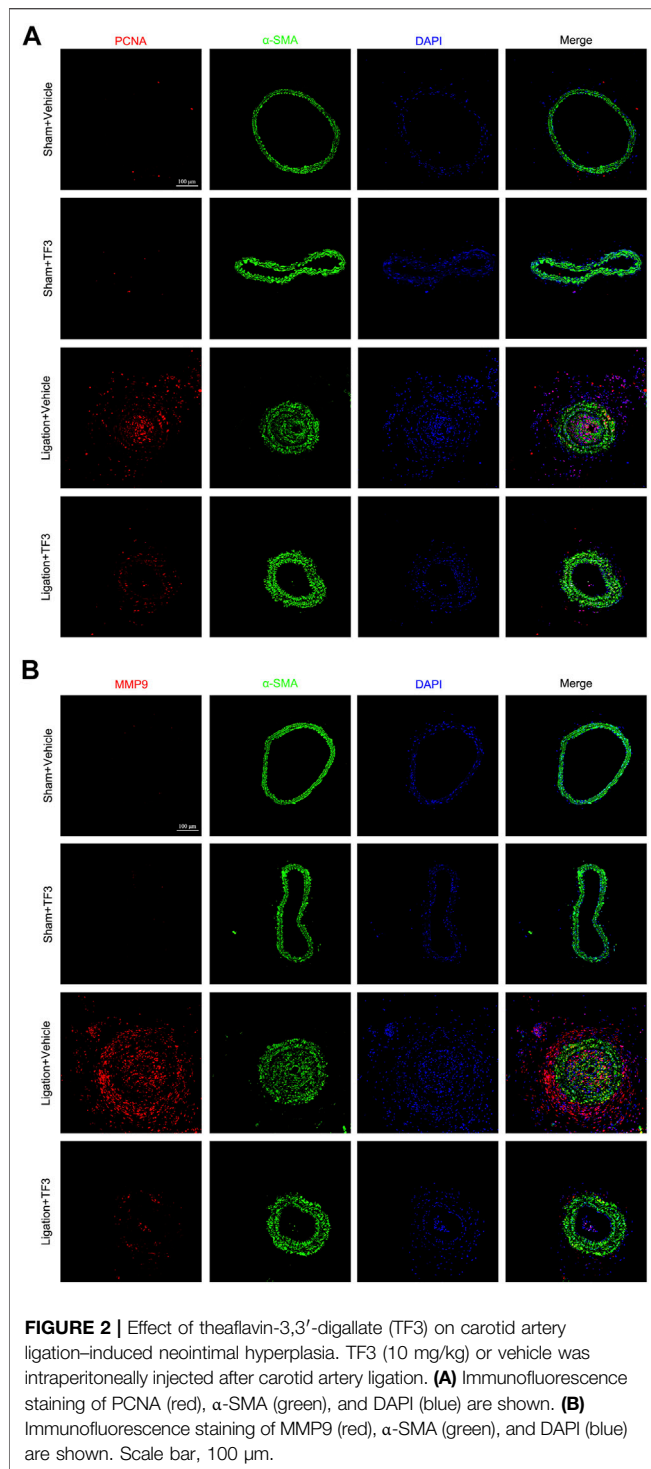 A
PCNA α-SMA DAPI Merge
Sham+Vehicle
100 μm
Sham+TF3
Ligation+Vehicle
Ligation+TF3
B
MMP9 α-SMA DAPI Merge
Sham+Vehicle
100 μm
Sham+TF3
Ligation+Vehicle
Ligation+TF3
FIGURE 2 | Effect of theaflavin-3,3′-digallate (TF3) on carotid artery
ligation–induced neointimal hyperplasia. TF3 (10 mg/kg) or vehicle was
intraperitoneally injected after carotid artery ligation. (A) Immunofluorescence
staining of PCNA (red), α-SMA (green), and DAPI (blue) are shown. (B)
Immunofluorescence staining of MMP9 (red), α-SMA (green), and DAPI (blue)
are shown. Scale bar, 100 μm.